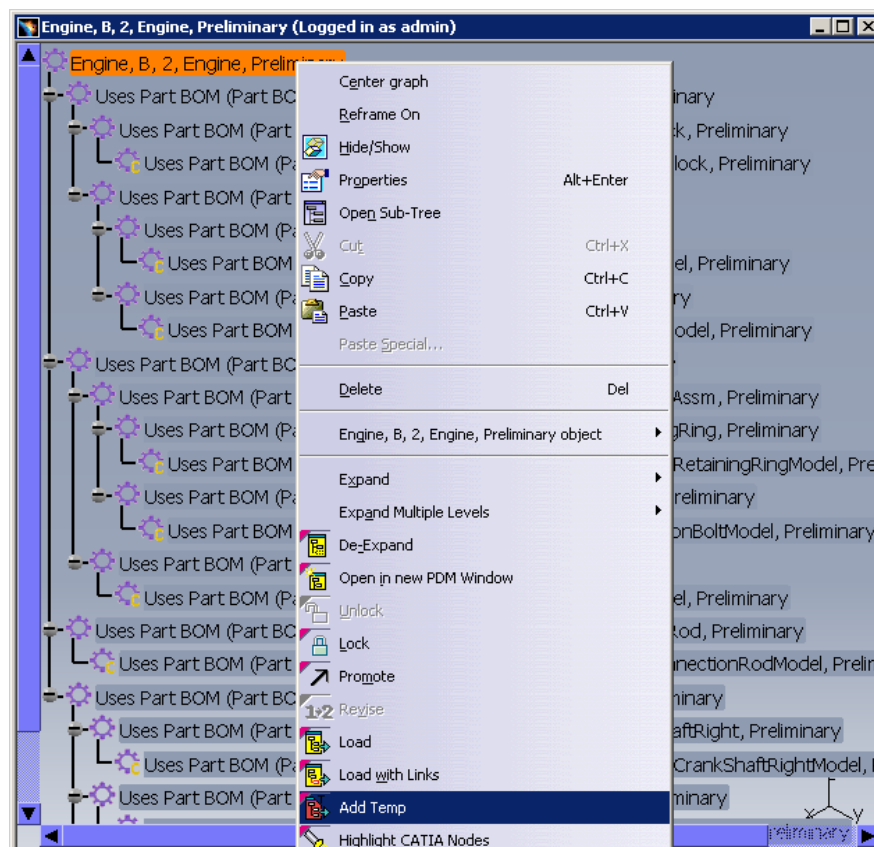 Engine, B, 2, Engine, Preliminary (Logged in as admin)
Engine, B, 2, Engine, Preliminary
Uses Part BOM (Part BC inary
Uses Part BOM (Part k, Preliminary
Uses Part BOM (Pa lock, Preliminary
Uses Part BOM (Part
Uses Part BOM (Pa
Uses Part BOM el, Preliminary
Uses Part BOM (Pa ry
Uses Part BOM odel, Preliminary
Uses Part BOM (Part BC
Uses Part BOM (Part Assm, Preliminary
Uses Part BOM (Pa gRing, Preliminary
Uses Part BOM RetainingRingModel, Pre
Uses Part BOM (Pa reliminary
Uses Part BOM onBoltModel, Preliminary
Uses Part BOM (Part
Uses Part BOM (Pa el, Preliminary
Uses Part BOM (Part BC Rod, Preliminary
Uses Part BOM (Part nnectionRodModel, Prelin
Uses Part BOM (Part BC ninary
Uses Part BOM (Part aftRight, Preliminary
Uses Part BOM (Pa CrankShaftRightModel,
Uses Part BOM (Part minary
reliminary
x y
Center graph
Reframe On
Hide/Show
Properties Alt+Enter
Open Sub-Tree
Cut Ctrl+X
Copy Ctrl+C
Paste Ctrl+V
Paste Special...
Delete Del
Engine, B, 2, Engine, Preliminary object
Expand
Expand Multiple Levels
De-Expand
Open in new PDM Window
Unlock
Lock
Promote
1→2 Revise
Load
Load with Links
Add Temp
Highlight CATIA Nodes